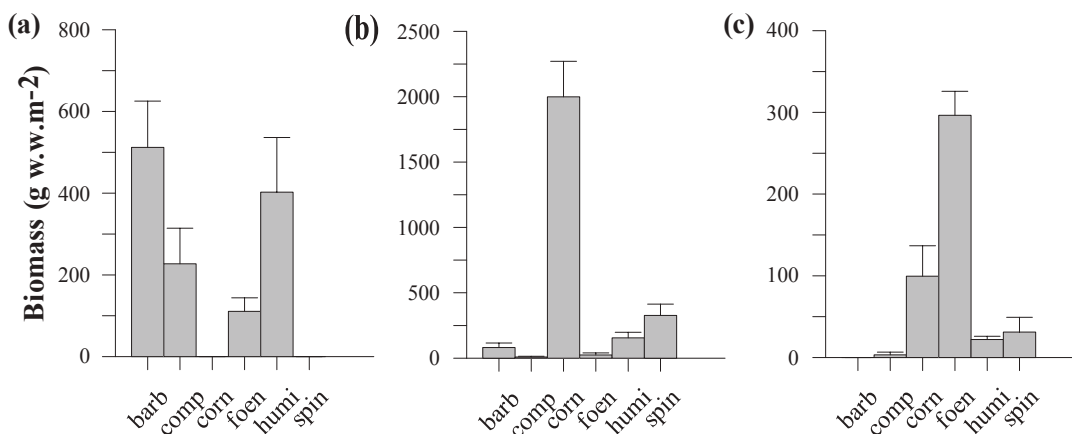 (a)
Biomass (g w.w.m-2)
800
600
400
200
0
barb
comp
corn
foen
humi
spin
(b)
2500
2000
1500
1000
500
0
barb
comp
corn
foen
humi
spin
(c)
400
300
200
100
0
barb
comp
corn
foen
humi
spin